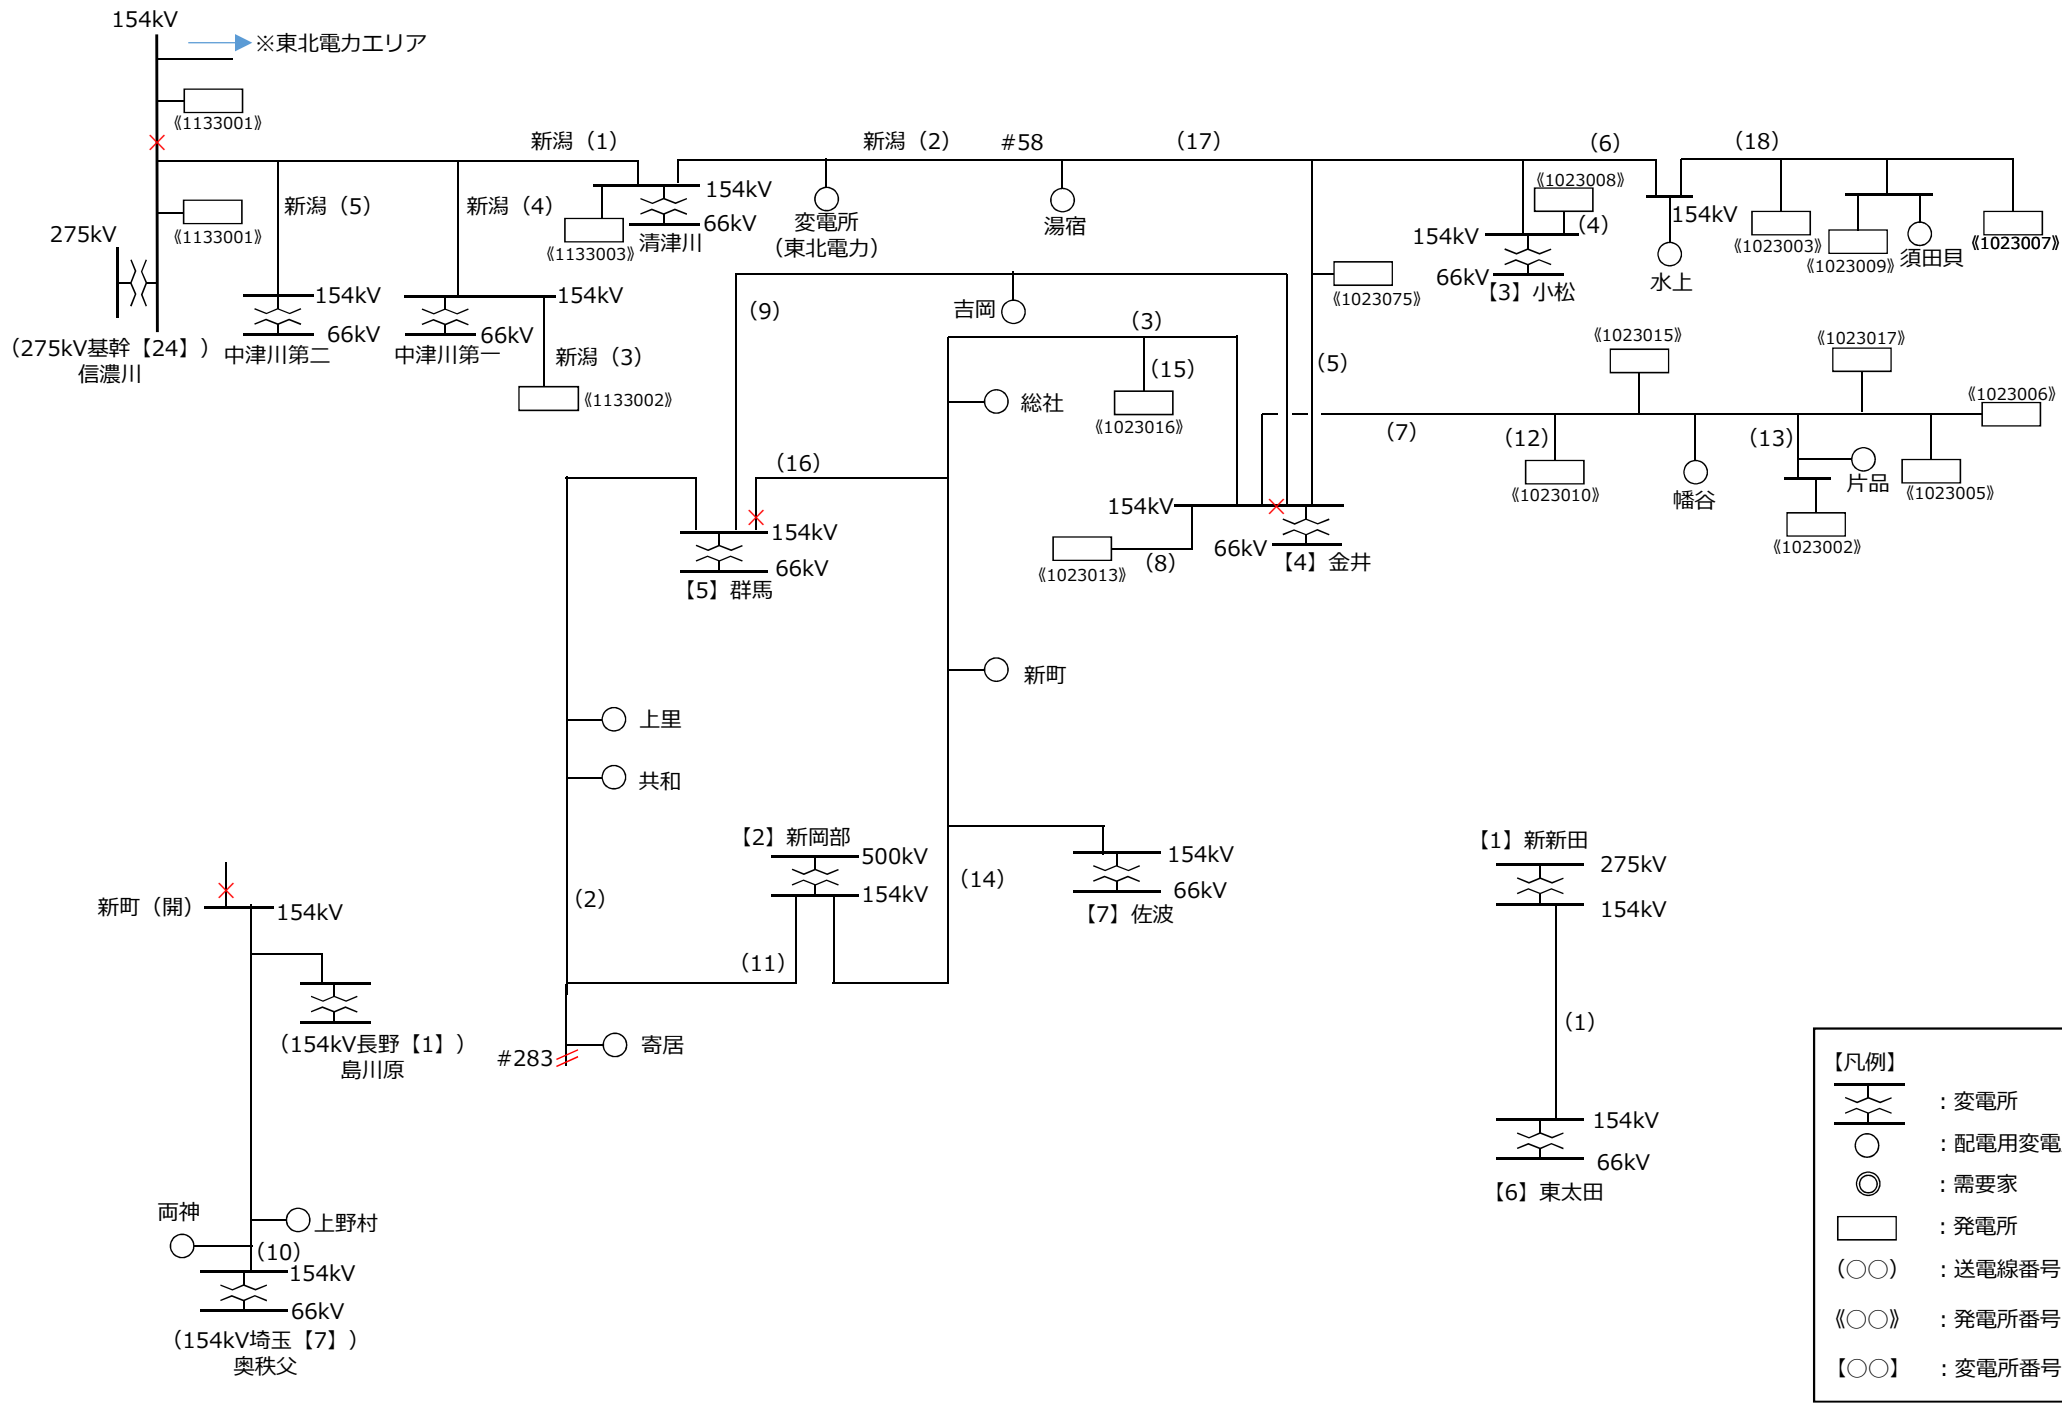 154kV
※東北電力エリア
《1133001》
新潟（1）
新潟（2）
#58
（17）
（6）
（18）
《1023008》
新潟（5）
新潟（4）
154kV
66kV
清津川
《1133003》
変電所
（東北電力）
湯宿
（4）
154kV
66kV
【3】小松
154kV
水上
《1023003》
《1023009》
須田貝
《1023007》
《1133001》
275kV
（275kV基幹【24】）
信濃川
154kV
66kV
中津川第二
154kV
66kV
中津川第一
新潟（3）
《1133002》
（9）
吉岡
（3）
（15）
《1023016》
《1023075》
（5）
総社
《1023015》
《1023017》
《1023006》
（7）
（12）
（13）
《1023010》
幡谷
片品
《1023005》
《1023002》
（16）
154kV
66kV
【5】群馬
154kV
66kV
【4】金井
《1023013》
（8）
新町
上里
共和
【2】新岡部
500kV
154kV
（2）
（14）
154kV
66kV
【7】佐波
（11）
#283
寄居
【1】新新田
275kV
154kV
（1）
154kV
66kV
【6】東太田
新町（開）
154kV
（154kV長野【1】）
島川原
両神
上野村
（10）
154kV
66kV
（154kV埼玉【7】）
奥秩父
【凡例】
：変電所
：配電用変電
：需要家
：発電所
（○○）：送電線番号
《○○》：発電所番号
【○○】：変電所番号